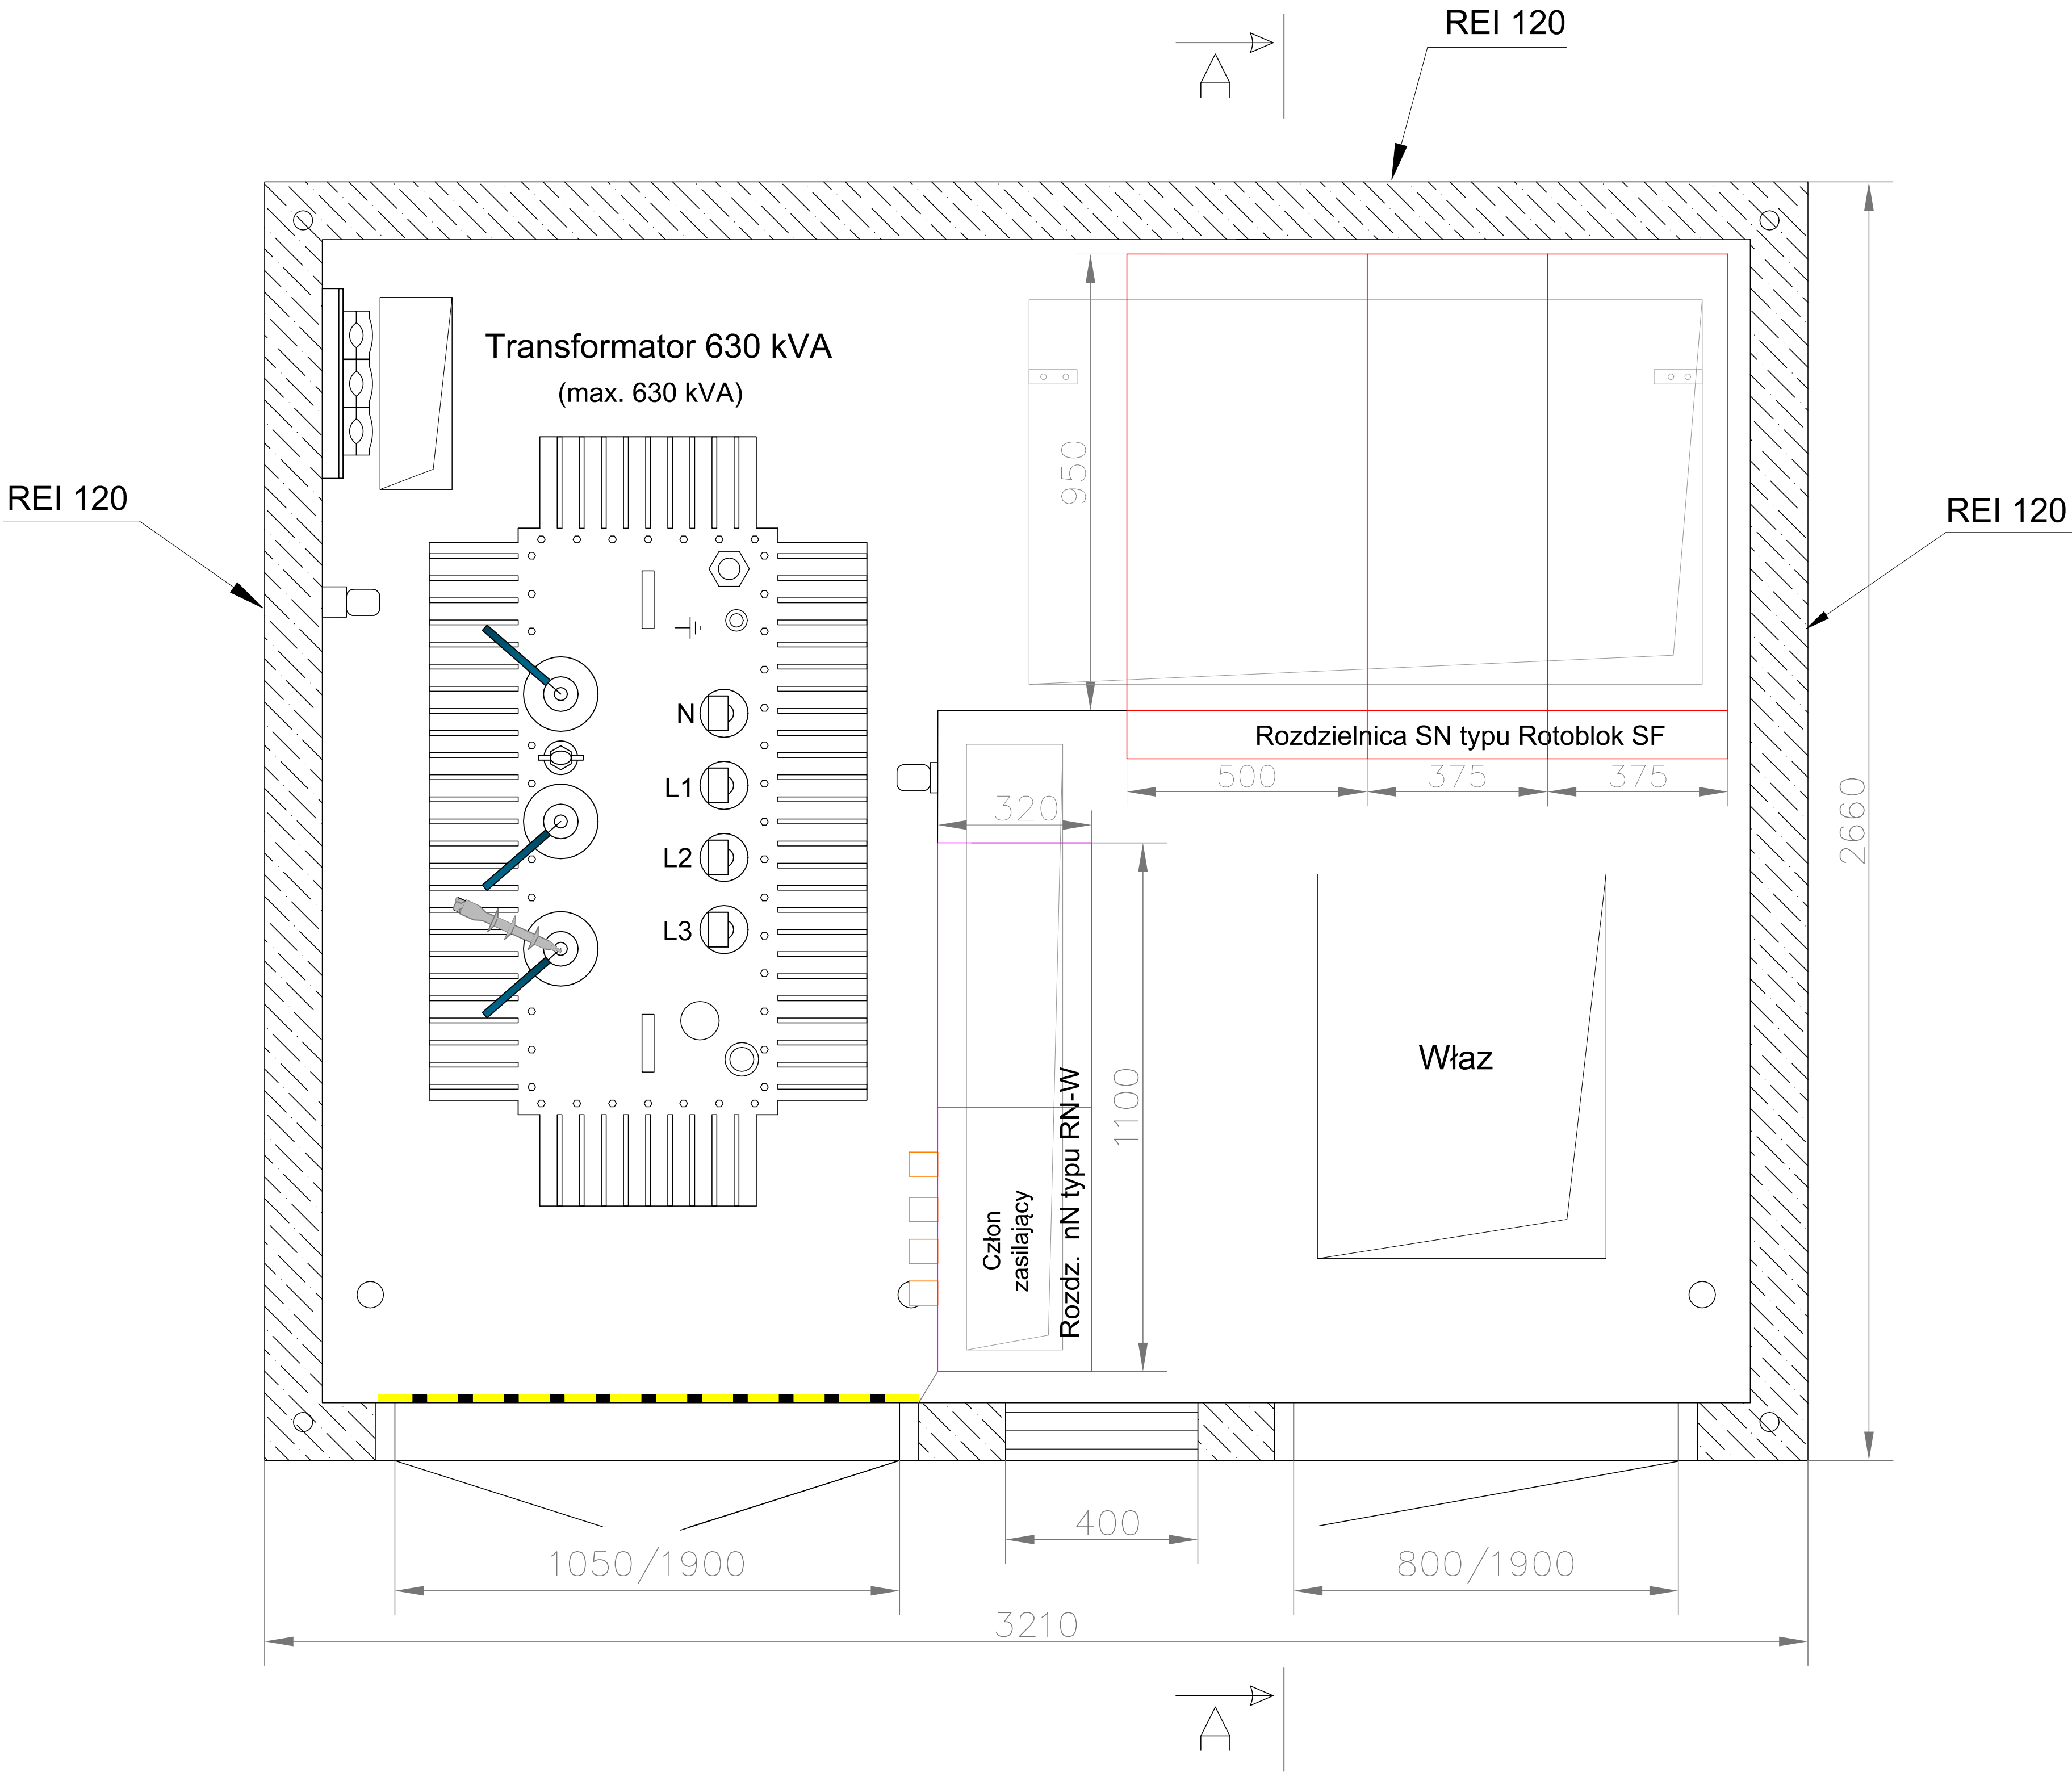 REI 120
A
Transformator 630 kVA
(max. 630 kVA)
REI 120
REI 120
950
Rozdzielnica SN typu Rotoblok SF
500
375
375
N
L1
L2
L3
320
2660
1100
Właz
Człon
zasilający
Rozdz. nN typu RN-W
400
1050/1900
800/1900
3210
A